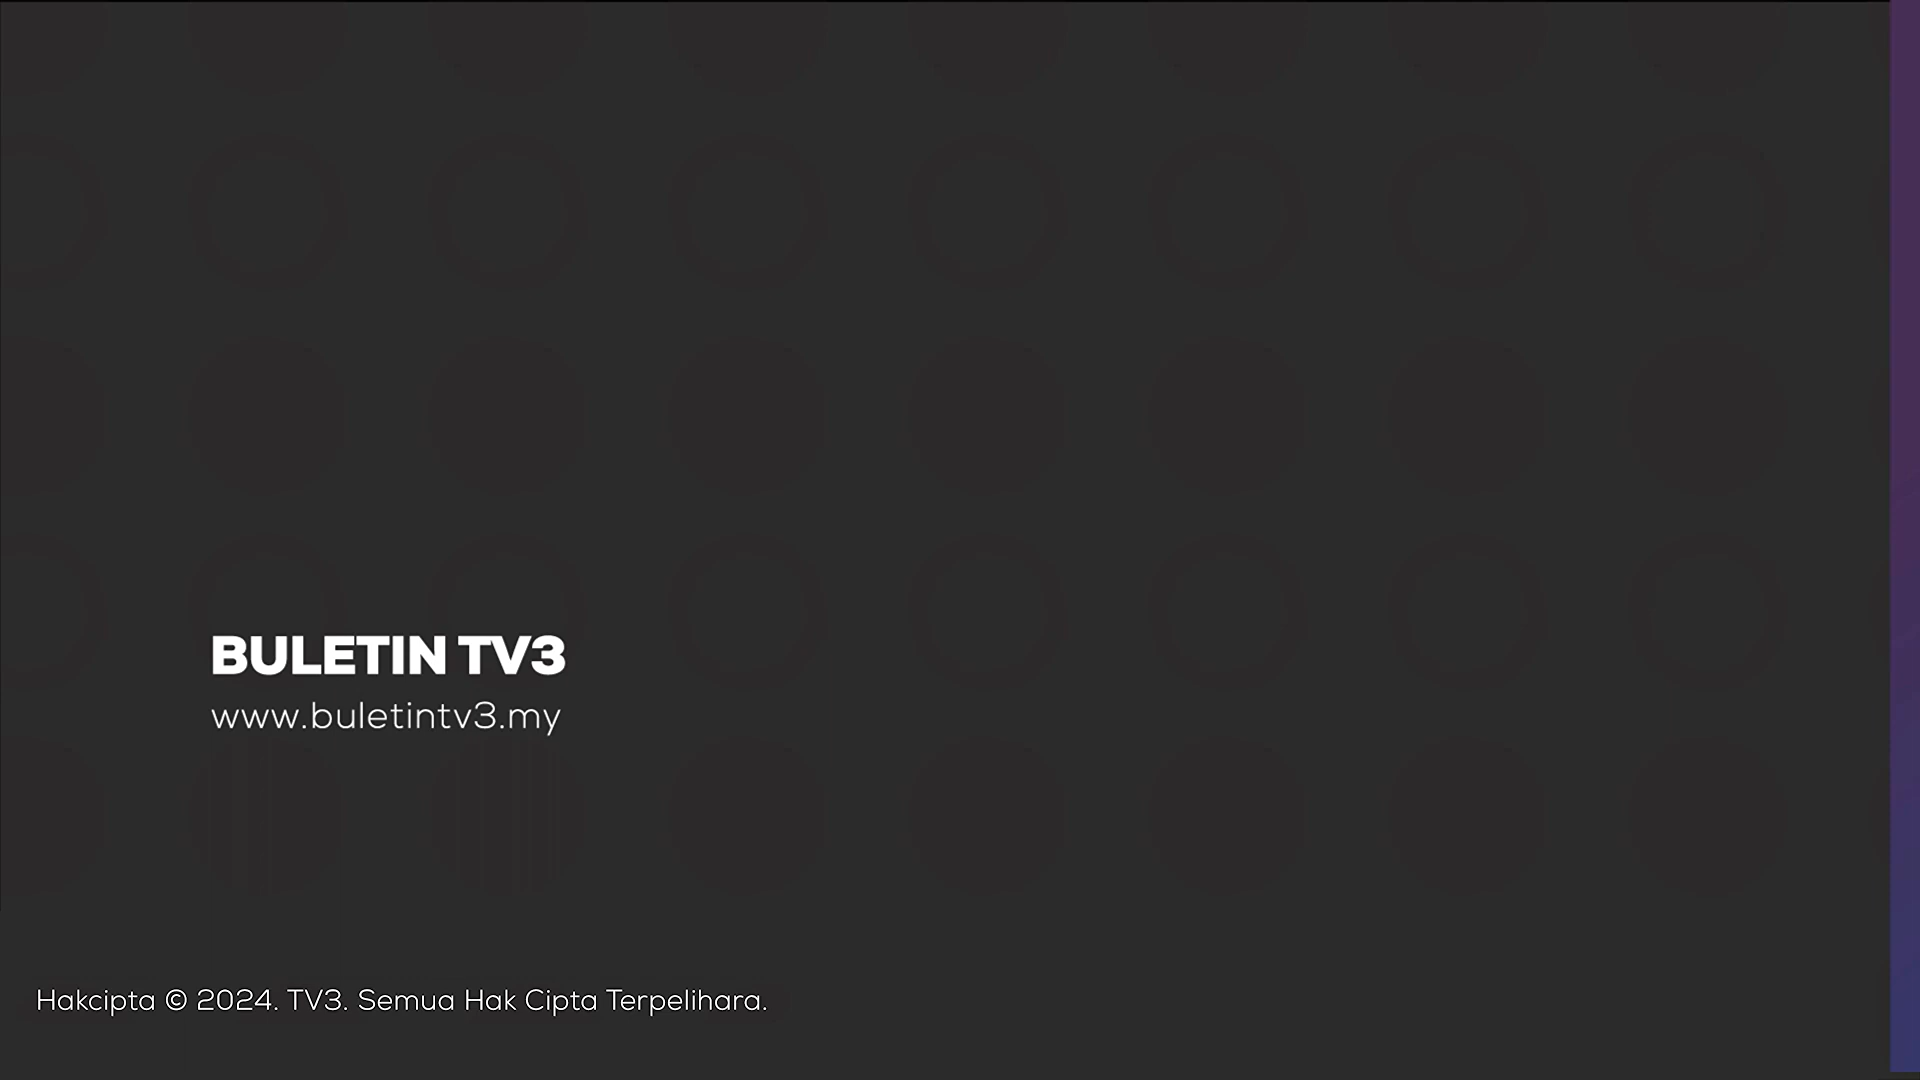 BULETIN TV3
www.buletintv3.my
Hakcipta © 2024. TV3. Semua Hak Cipta Terpelihara.